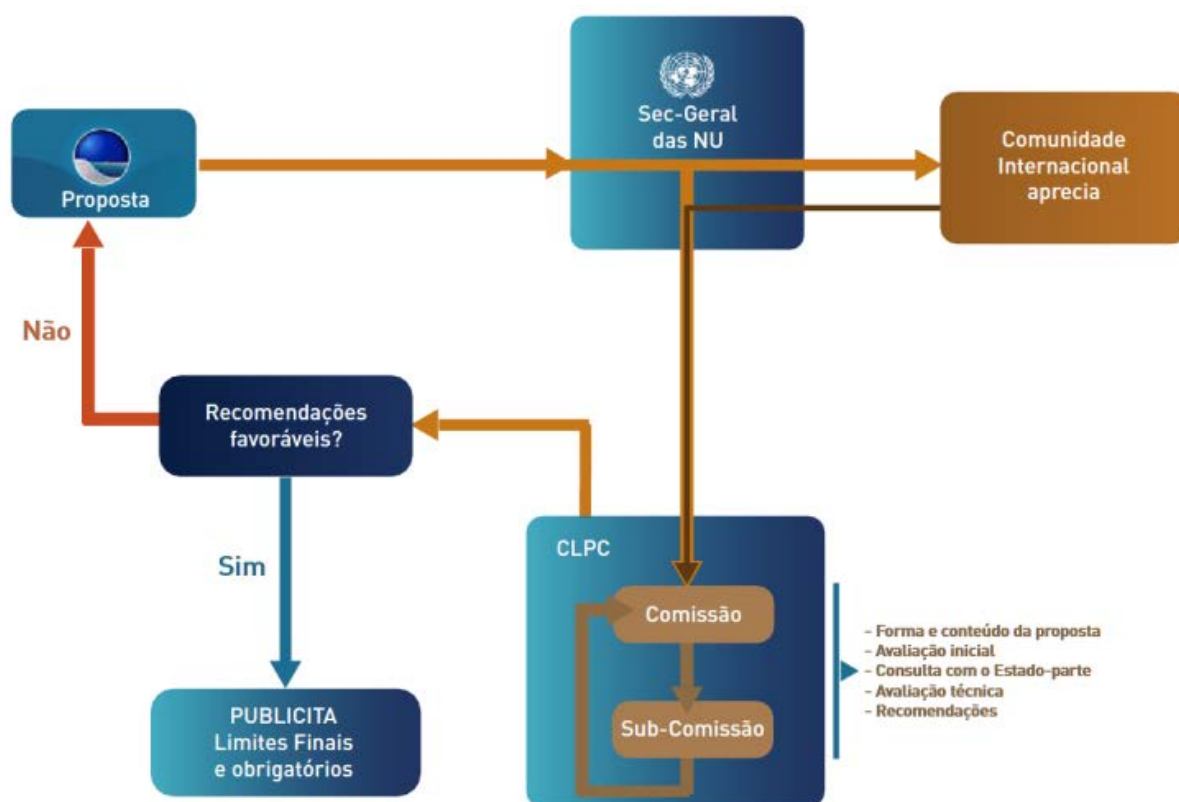 Proposta
Sec-Geral
das NU
Comunidade
Internacional
aprecia
Não
Recomendações
favoráveis?
Sim
PUBLICITA
Limites Finais
e obrigatórios
CLPC
Comissão
Sub-Comissão
- Forma e conteúdo da proposta
- Avaliação inicial
- Consulta com o Estado-parte
- Avaliação técnica
- Recomendações